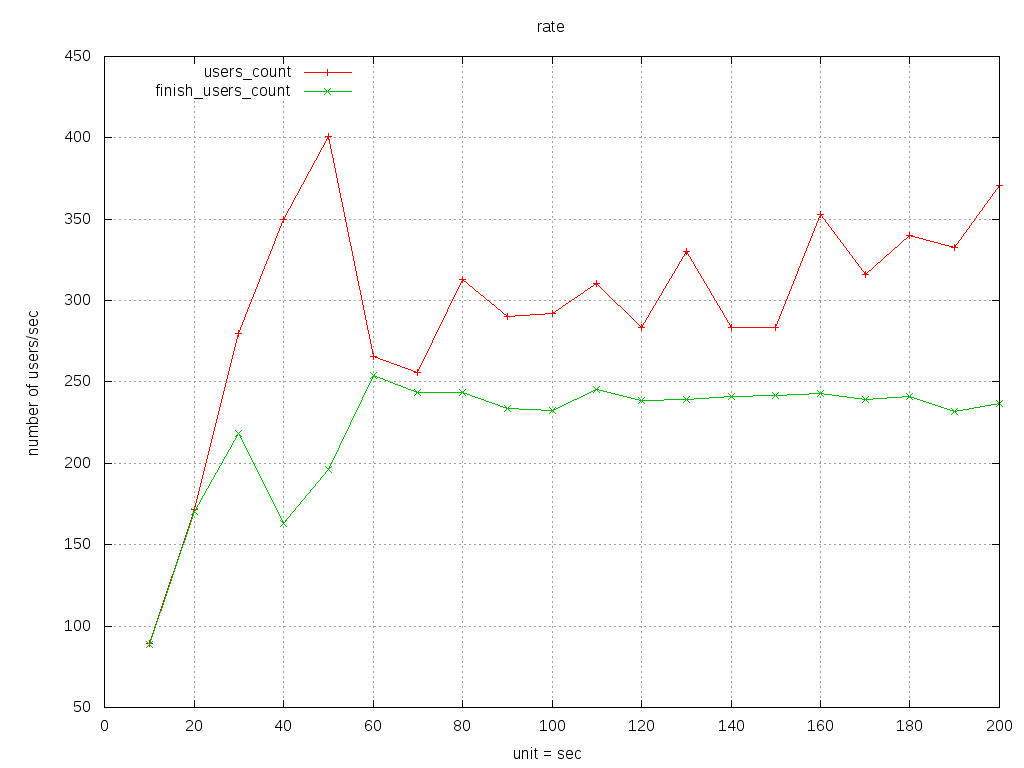 rate
450
400
350
300
250
200
150
100
50
number of users/sec
users_count
finish_users_count
0 20 40 60 80 100 120 140 160 180 200
unit = sec